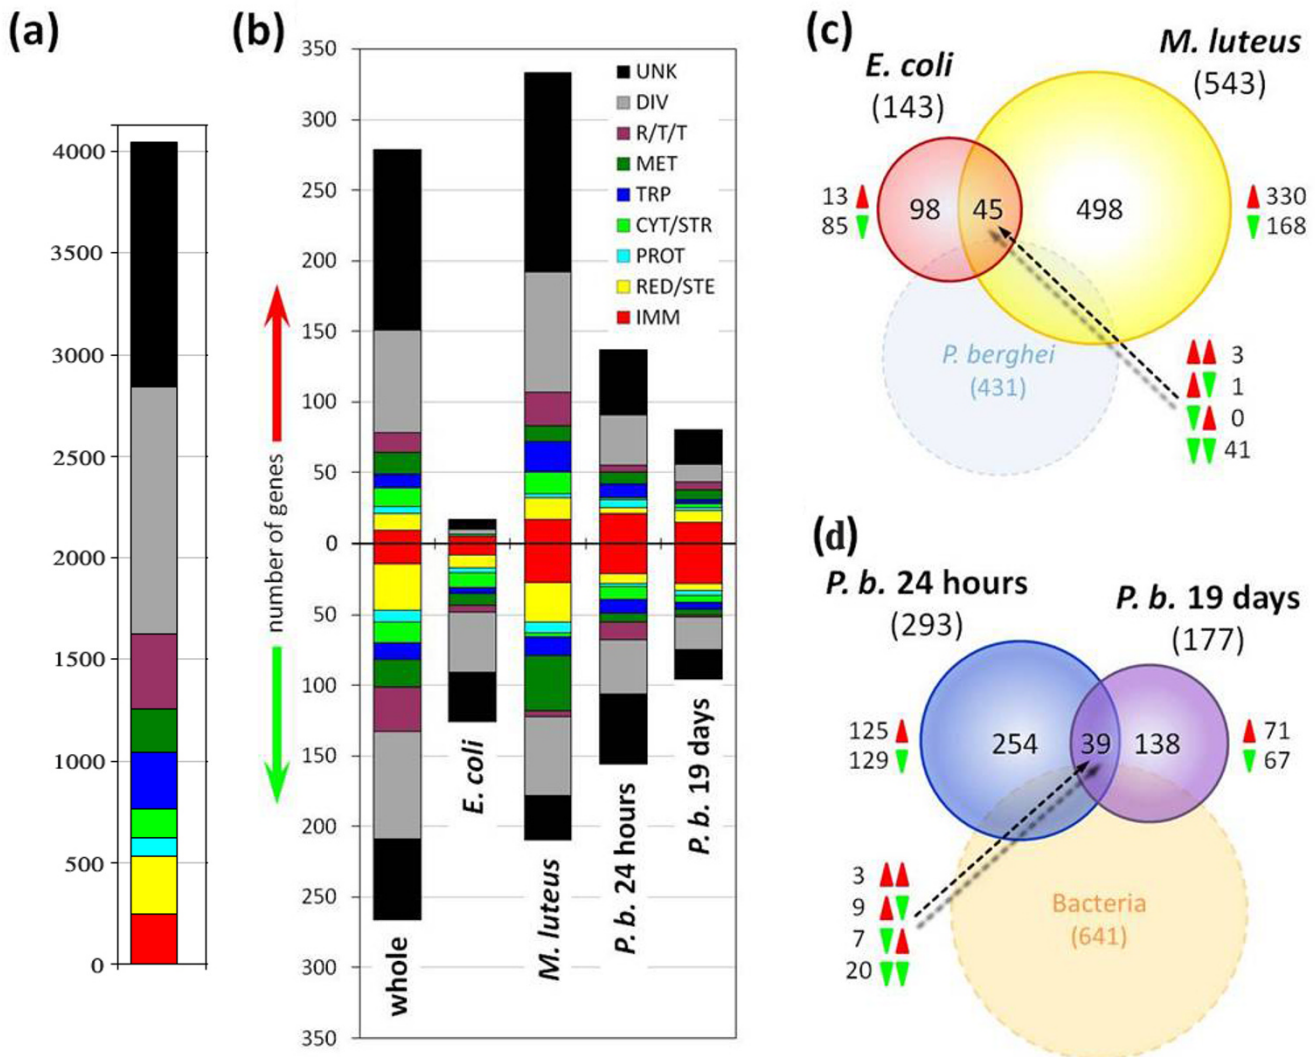 (a)
4000
3500
3000
2500
2000
1500
1000
500
0
(b)
number of genes
350
300
250
200
150
100
50
0
50
100
150
200
250
300
350
UNK
DIV
R/T/T
MET
TRP
CYT/STR
PROT
RED/STE
IMM
whole
E. coli
M. luteus
P. b. 24 hours
P. b. 19 days
(c)
E. coli
(143)
M. luteus
(543)
13
85
98
45
498
330
168
P. berghei
(431)
3
1
0
41
(d)
P. b. 24 hours
(293)
P. b. 19 days
(177)
125
129
254
39
138
71
67
3
9
7
20
Bacteria
(641)